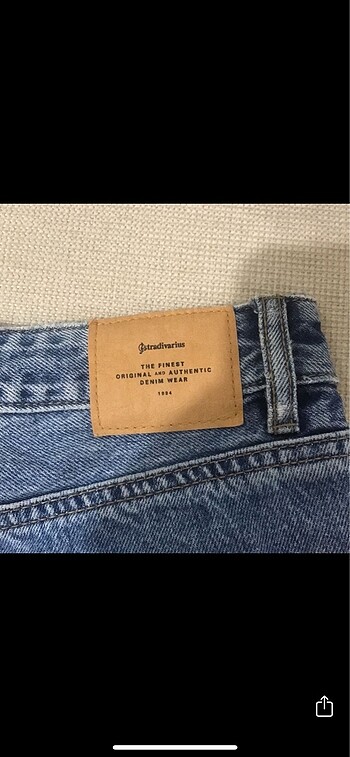 stradivarius
THE FINEST
ORIGINAL AND AUTHENTIC
DENIM WEAR
1994